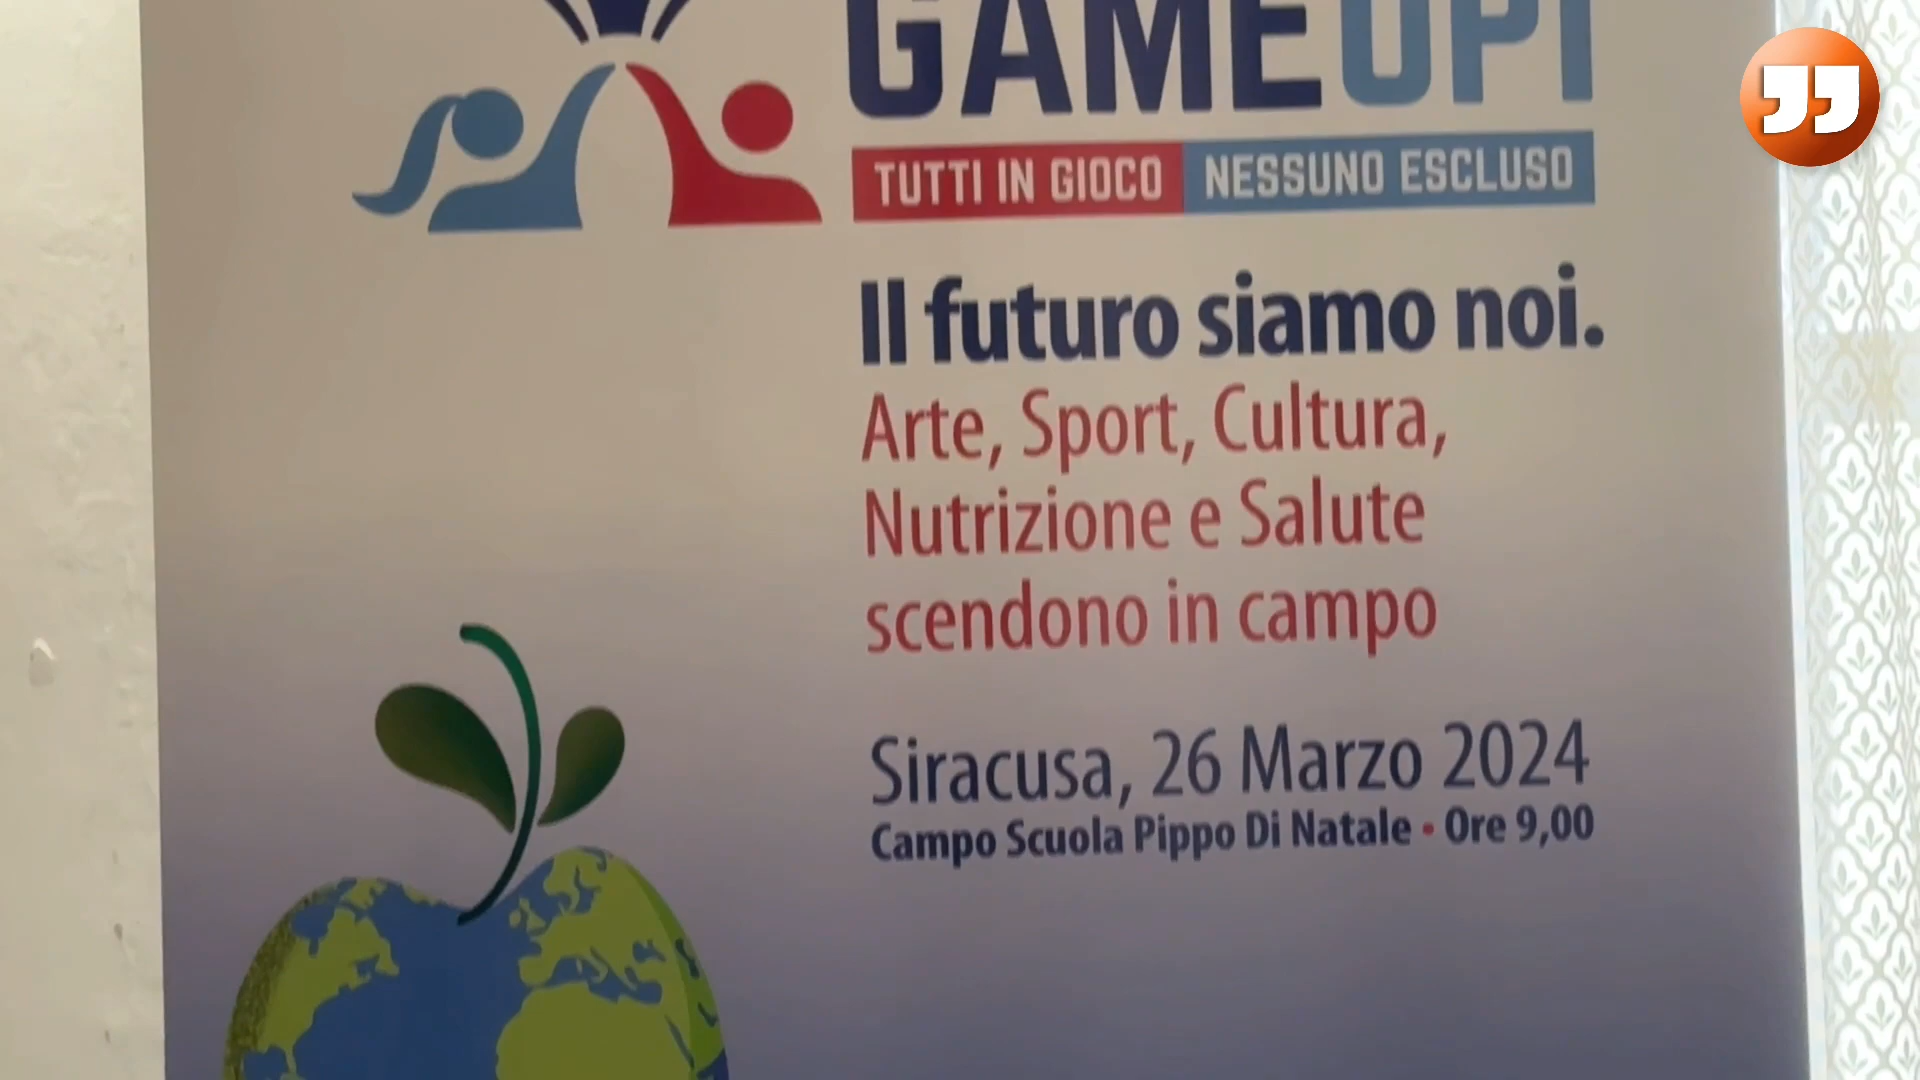 GAMEUPI
TUTTI IN GIOCO NESSUNO ESCLUSO
Il futuro siamo noi.
Arte, Sport, Cultura,
Nutrizione e Salute
scendono in campo
Siracusa, 26 Marzo 2024
Campo Scuola Pippo Di Natale • Ore 9,00